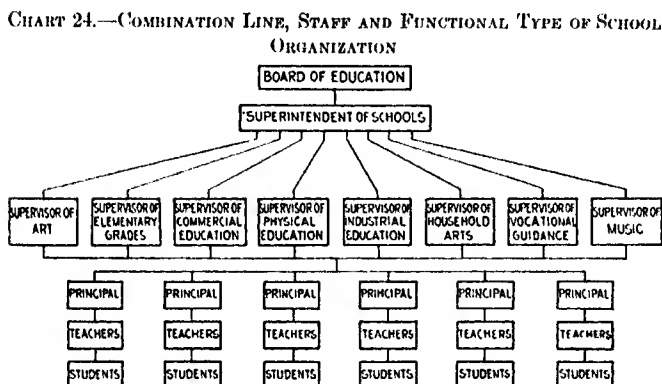 CHART 24.—COMBINATION LINE, STAFF AND FUNCTIONAL TYPE OF SCHOOL
ORGANIZATION
BOARD OF EDUCATION
SUPERINTENDENT OF SCHOOLS
SUPERVISOR OF
ART
SUPERVISOR OF
ELEMENTARY
GRADES
SUPERVISOR OF
COMMERCIAL
EDUCATION
SUPERVISOR OF
PHYSICAL
EDUCATION
SUPERVISOR OF
INDUSTRIAL
EDUCATION
SUPERVISOR OF
HOUSEHOLD
ARTS
SUPERVISOR OF
VOCATIONAL
GUIDANCE
SUPERVISOR OF
MUSIC
PRINCIPAL PRINCIPAL PRINCIPAL PRINCIPAL PRINCIPAL PRINCIPAL
TEACHERS TEACHERS TEACHERS TEACHERS TEACHERS TEACHERS
STUDENTS STUDENTS STUDENTS STUDENTS STUDENTS STUDENTS